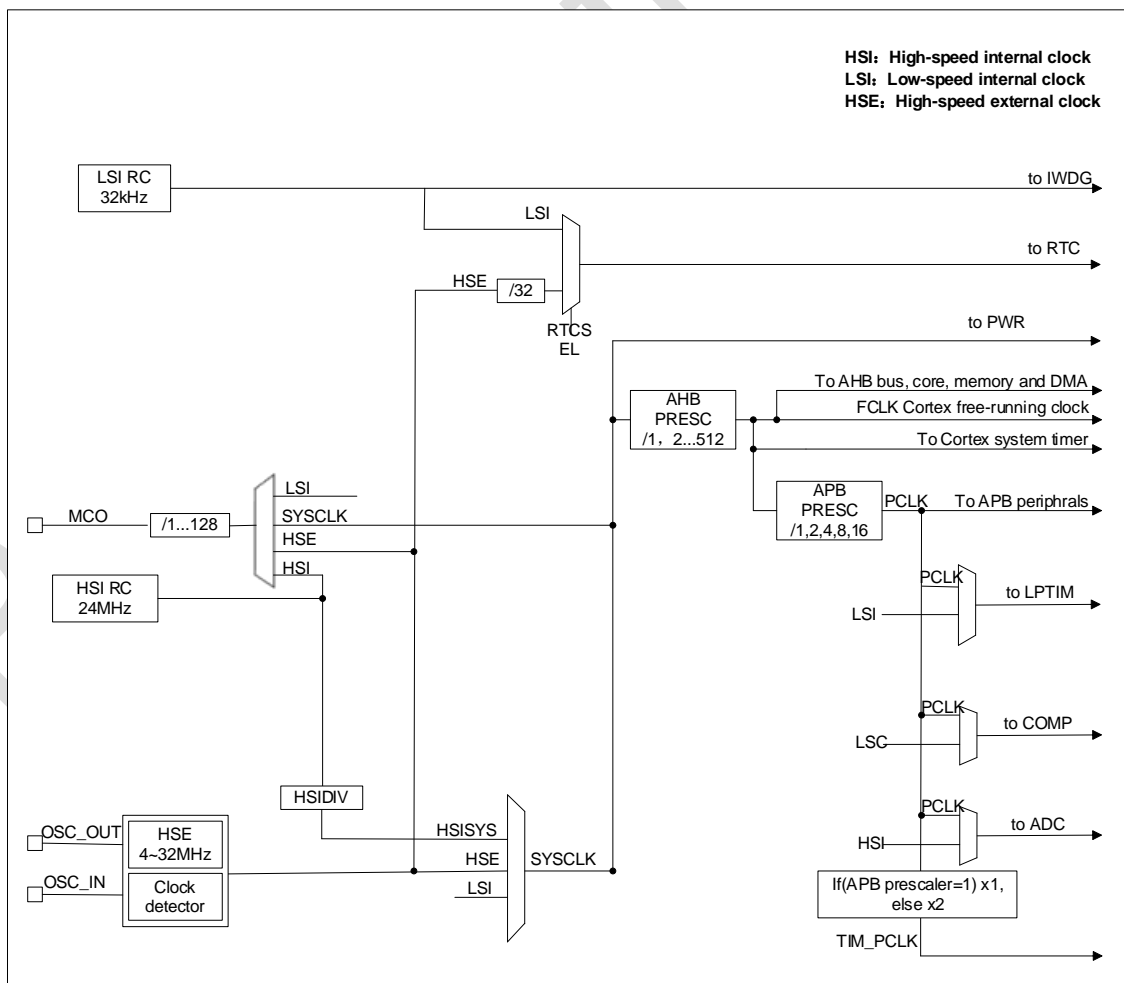 HSI：High-speed internal clock
LSI：Low-speed internal clock
HSE：High-speed external clock
LSI RC
32kHz
to IWDG
LSI
to RTC
HSE
/32
RTCS
EL
to PWR
To AHB bus, core, memory and DMA
AHB
PRESC
/1，2...512
FCLK Cortex free-running clock
To Cortex system timer
LSI
APB
PRESC
/1,2,4,8,16
PCLK
To APB periphrals
MCO
/1...128
SYSCLK
HSE
HSI
HSI RC
24MHz
PCLK
to LPTIM
LSI
PCLK
to COMP
LSC
HSIDIV
PCLK
to ADC
HSI
OSC_OUT
HSE
4~32MHz
HSISYS
HSE
SYSCLK
OSC_IN
Clock
detector
LSI
If(APB prescaler=1) x1,
else x2
TIM_PCLK